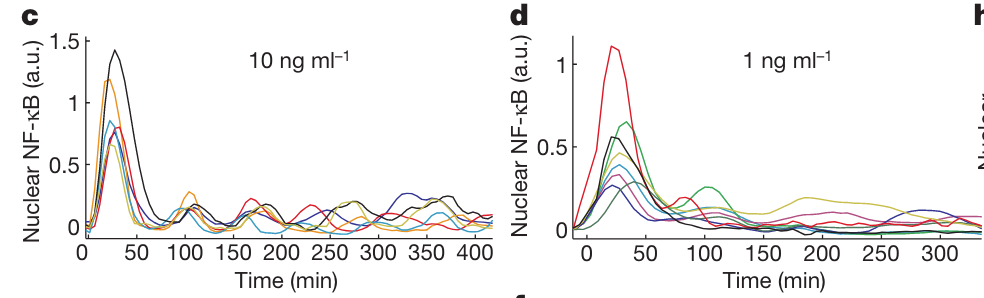 c
d
h
10 ng ml⁻¹
1 ng ml⁻¹
Nuclear NF-κB (a.u.)
1.5
1
0.5
0
0 50 100 150 200 250 300 350 400
Time (min)
Nuclear NF-κB (a.u.)
1
0.5
0
0 50 100 150 200 250 300
Time (min)